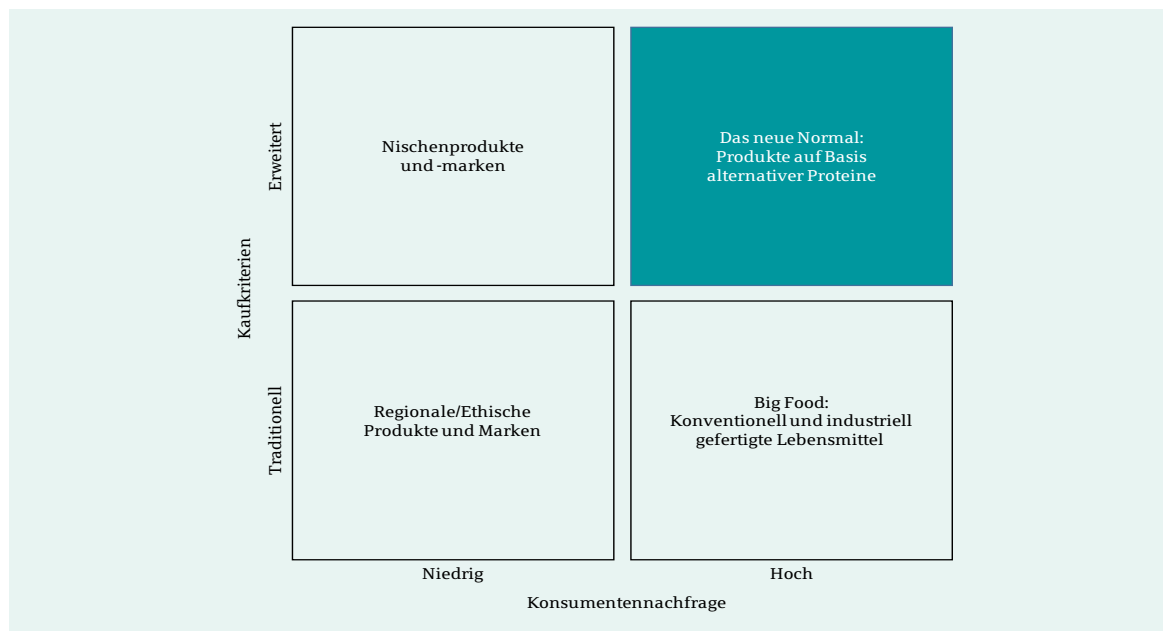 Kaufkriterien
Erweitert
Nischenprodukte
und -marken
Das neue Normal:
Produkte auf Basis
alternativer Proteine
Traditionell
Regionale/Ethische
Produkte und Marken
Big Food:
Konventionell und industriell
gefertigte Lebensmittel
Niedrig
Hoch
Konsumentennachfrage